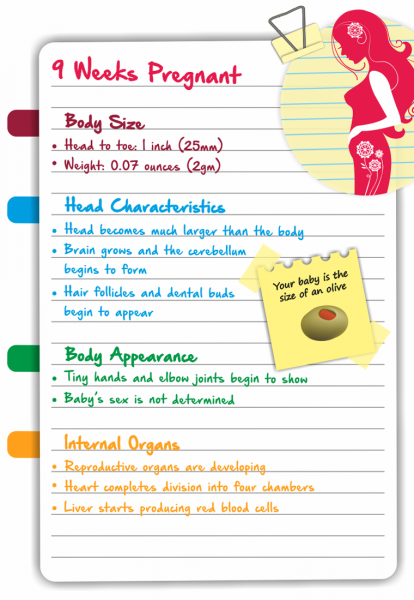 9 Weeks Pregnant
Body Size
• Head to toe: 1 inch (25mm)
• Weight: 0.07 ounces (2gm)
Head Characteristics
• Head becomes much larger than the body
• Brain grows and the cerebellum
begins to form
• Hair follicles and dental buds
begin to appear
Your baby is the
size of an olive
Body Appearance
• Tiny hands and elbow joints begin to show
• Baby's sex is not determined
Internal Organs
• Reproductive organs are developing
• Heart completes division into four chambers
• Liver starts producing red blood cells